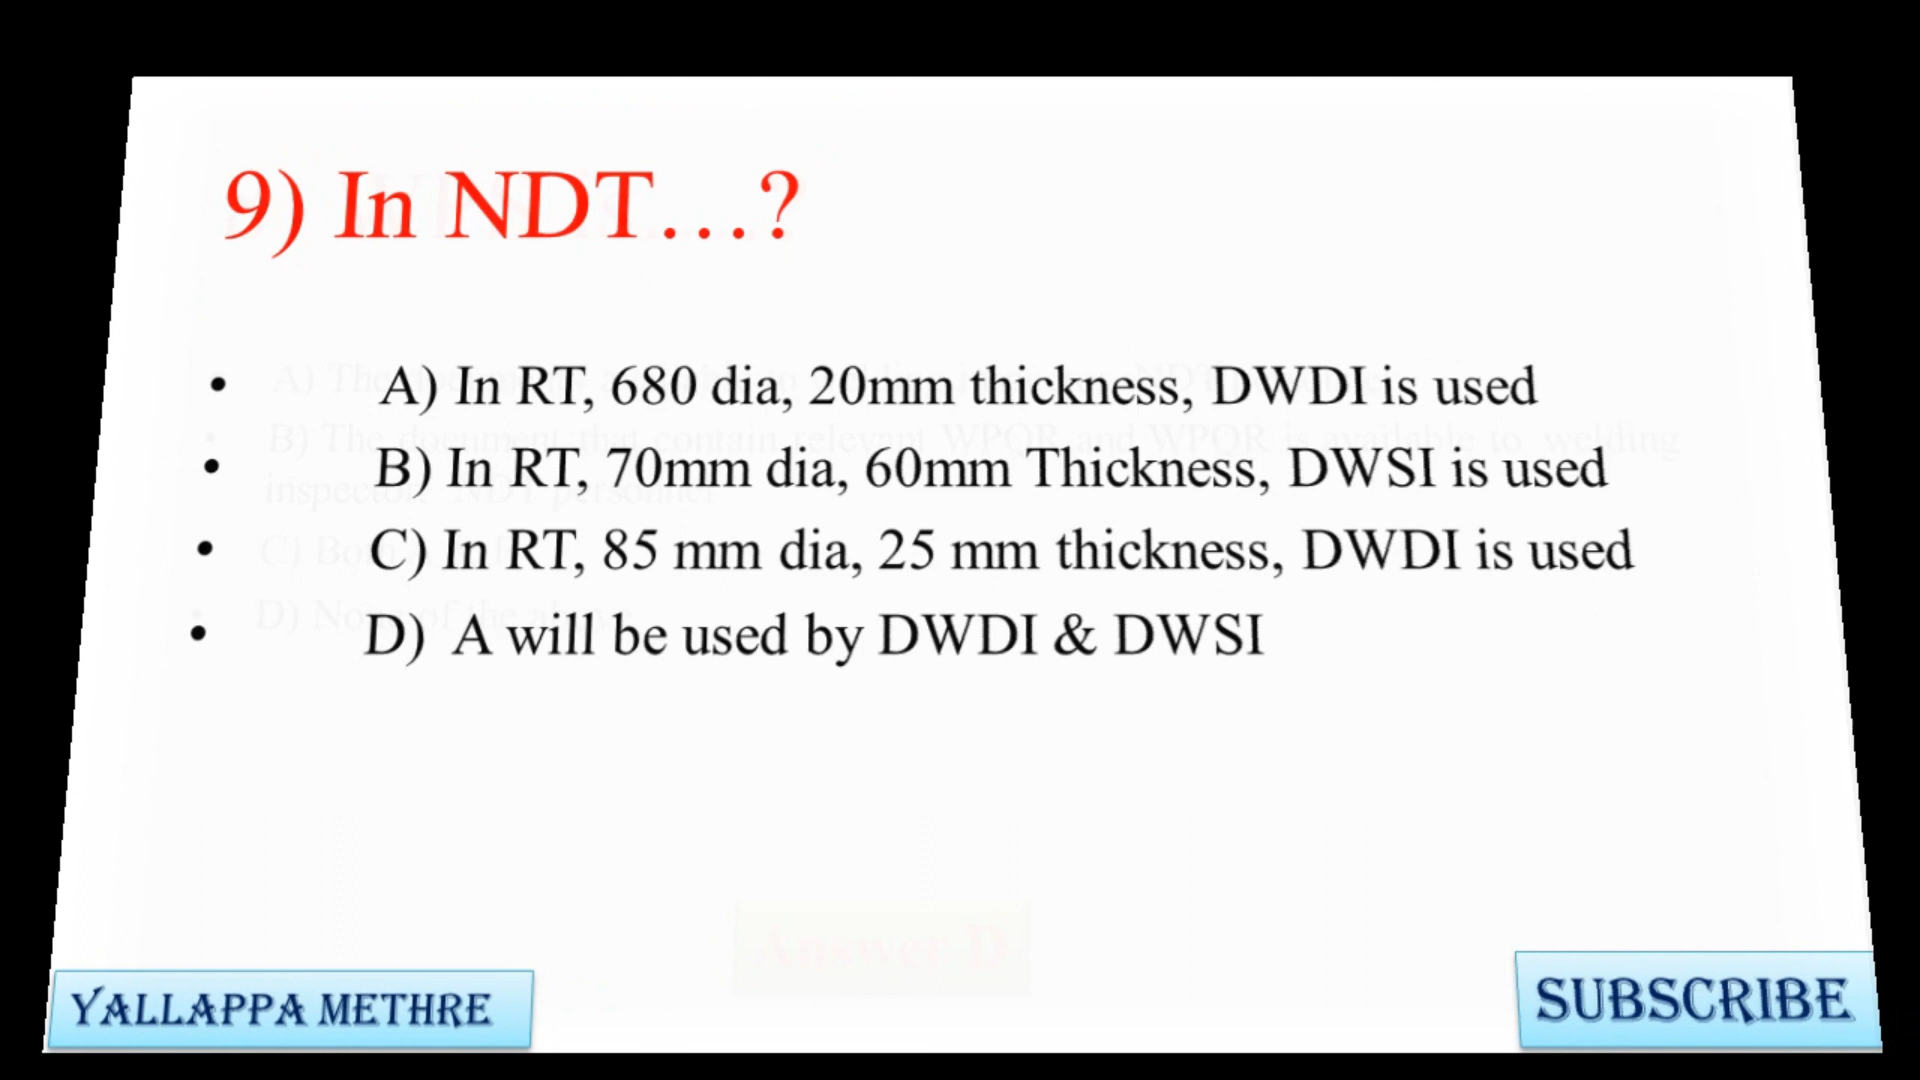 9) In NDT...?
• A) In RT, 680 dia, 20mm thickness, DWDI is used
• B) In RT, 70mm dia, 60mm Thickness, DWSI is used
• C) In RT, 85 mm dia, 25 mm thickness, DWDI is used
• D) A will be used by DWDI & DWSI
Answer D
YALLAPPA METHRE
SUBSCRIBE